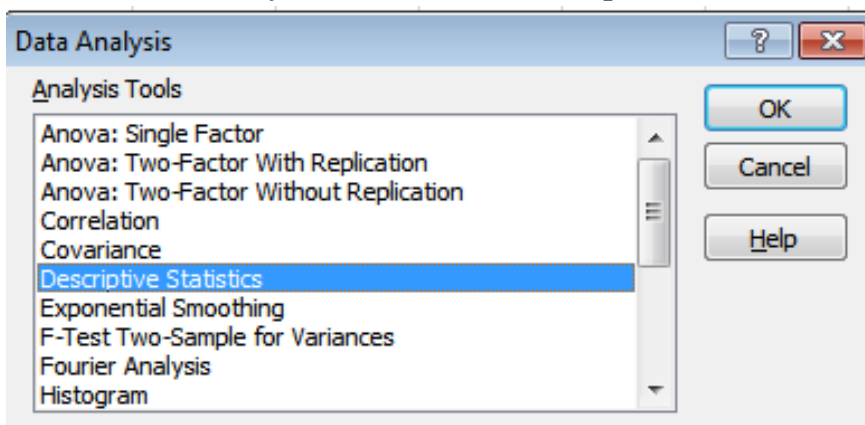 Data Analysis
Analysis Tools
Anova: Single Factor
Anova: Two-Factor With Replication
Anova: Two-Factor Without Replication
Correlation
Covariance
Descriptive Statistics
Exponential Smoothing
F-Test Two-Sample for Variances
Fourier Analysis
Histogram
OK
Cancel
Help